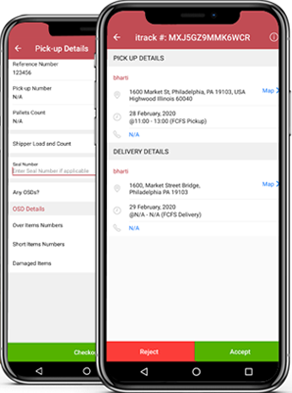 Pick-up Details
Reference Number
123456
Pick-up Number
N/A
Pallets Count
N/A
Shipper Load and Count
Seal Number
Enter Seal Number if applicable
Any OSDs?
OSD Details
Over Items Numbers
Short Items Numbers
Damaged Items
Checko
itrack #: MXJ5GZ9MMK6WCR
PICK UP DETAILS
bharti
1600 Market St, Philadelphia, PA 19103, USA
Highwood Illinois 60040
Map
28 February, 2020
@11:00 - 13:00 (FCFS Pickup)
N/A
DELIVERY DETAILS
bharti
1600, Market Street Bridge,
Philadelphia PA 19103
Map
29 February, 2020
@N/A - N/A (FCFS Delivery)
N/A
Reject
Accept